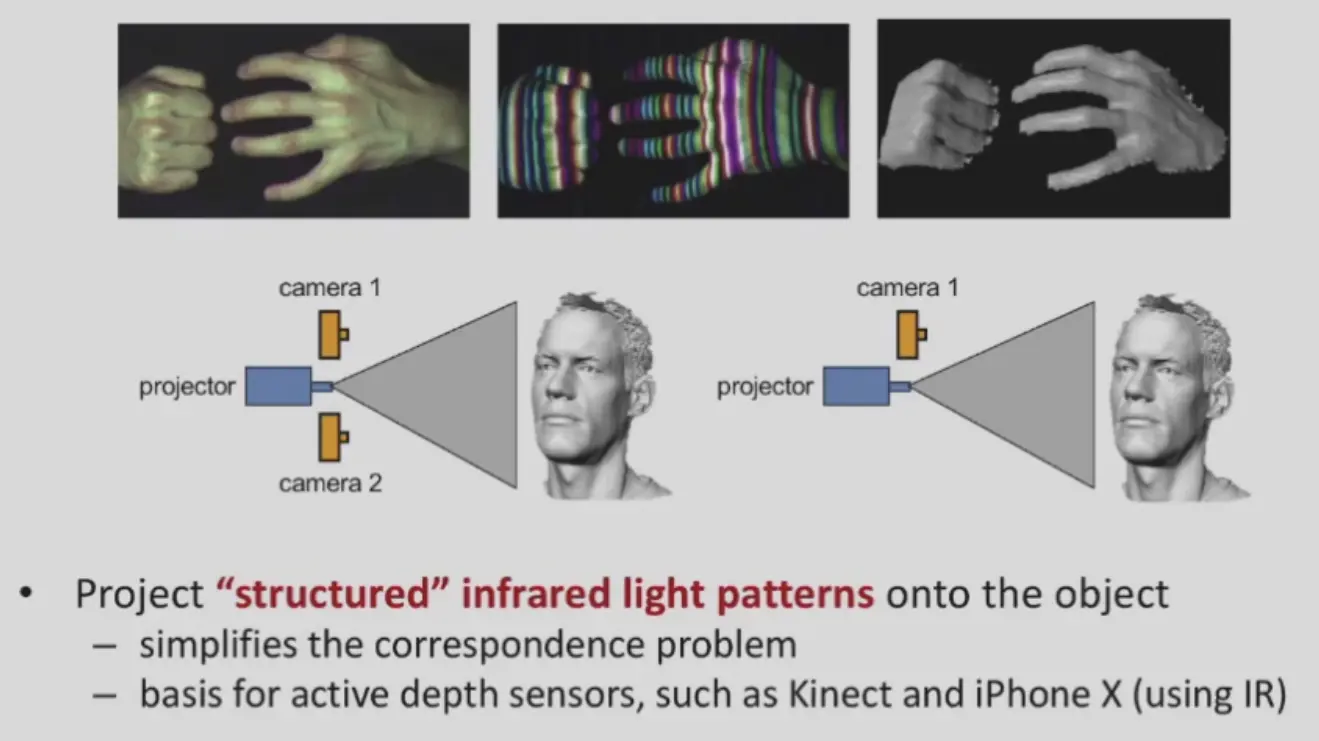 camera 1
camera 1
projector
projector
camera 2
• Project “structured” infrared light patterns onto the object
– simplifies the correspondence problem
– basis for active depth sensors, such as Kinect and iPhone X (using IR)